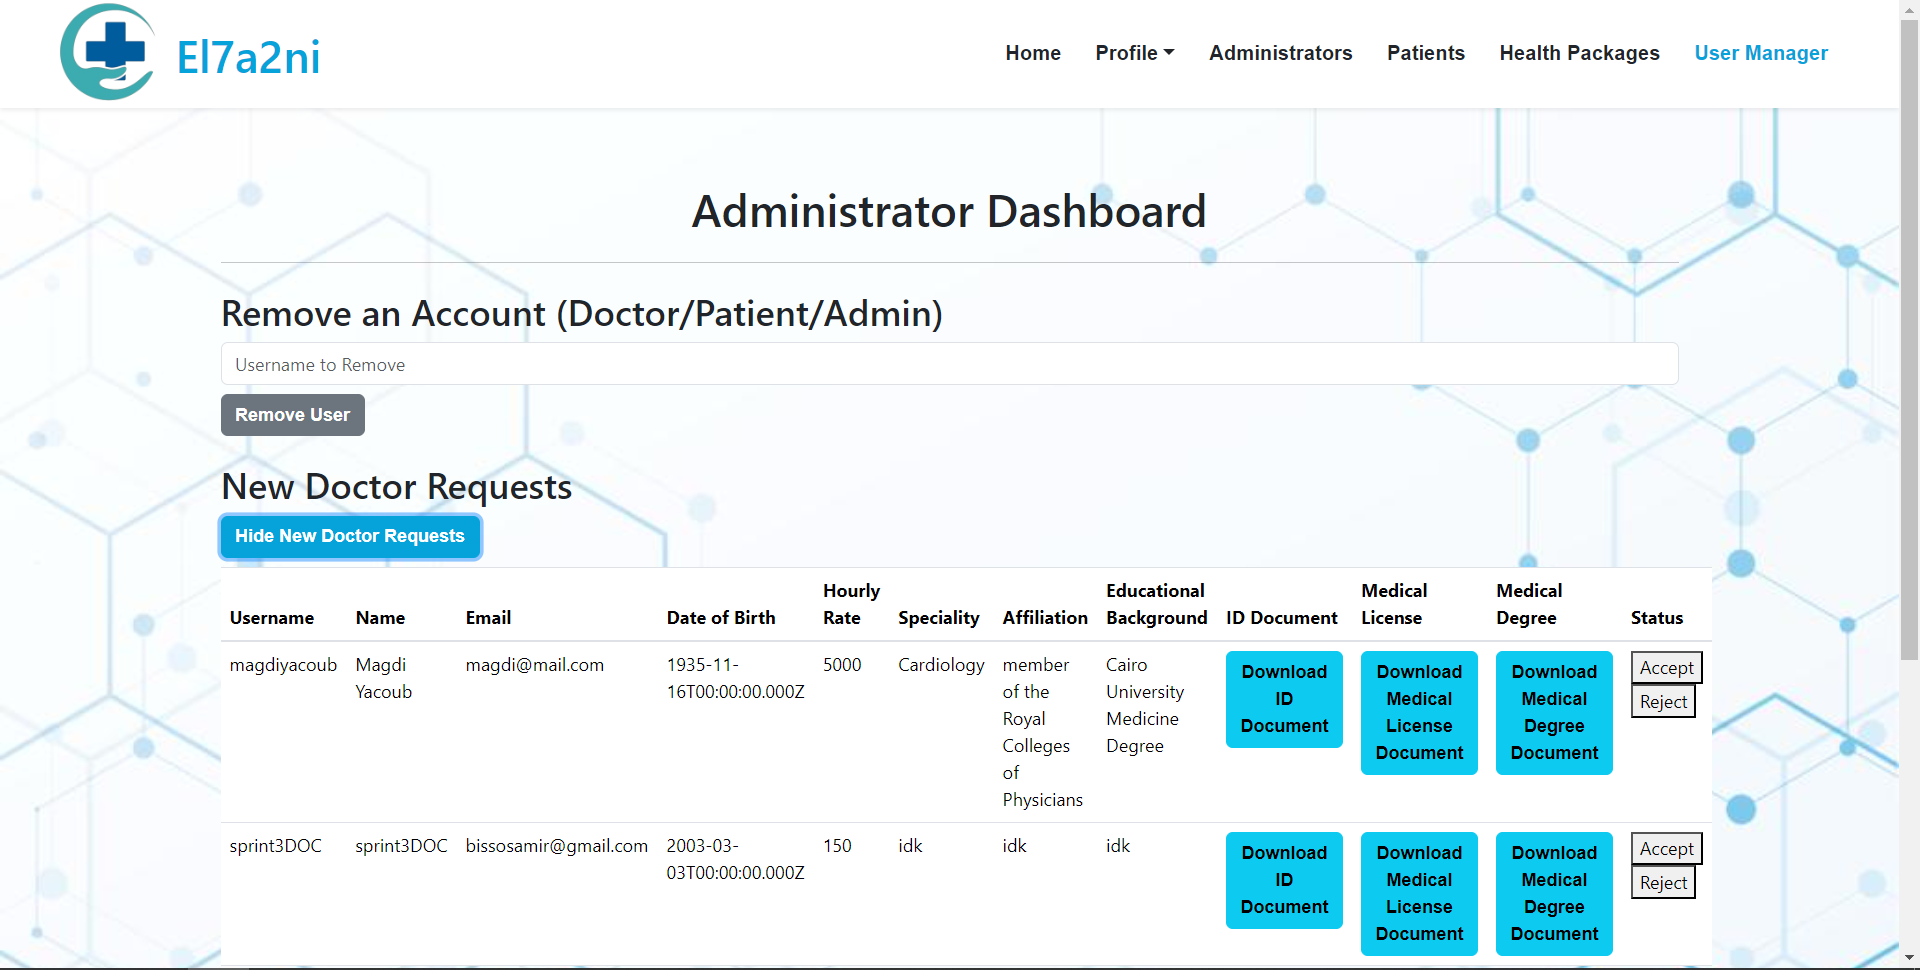 El7a2ni
Home Profile Administrators Patients Health Packages User Manager
Administrator Dashboard
Remove an Account (Doctor/Patient/Admin)
Username to Remove
Remove User
New Doctor Requests
Hide New Doctor Requests
Username
Name
Email
Date of Birth
Hourly
Rate
Speciality
Affiliation
Educational
Background
ID Document
Medical
License
Medical
Degree
Status
magdiyacoub
Magdi
Yacoub
magdi@mail.com
1935-11-
16T00:00:00.000Z
5000
Cardiology
member
of the
Royal
Colleges
of
Physicians
Cairo
University
Medicine
Degree
Download
ID
Document
Download
Medical
License
Document
Download
Medical
Degree
Document
Accept
Reject
sprint3DOC
sprint3DOC
bissosamir@gmail.com
2003-03-
03T00:00:00.000Z
150
idk
idk
idk
Download
ID
Document
Download
Medical
License
Document
Download
Medical
Degree
Document
Accept
Reject